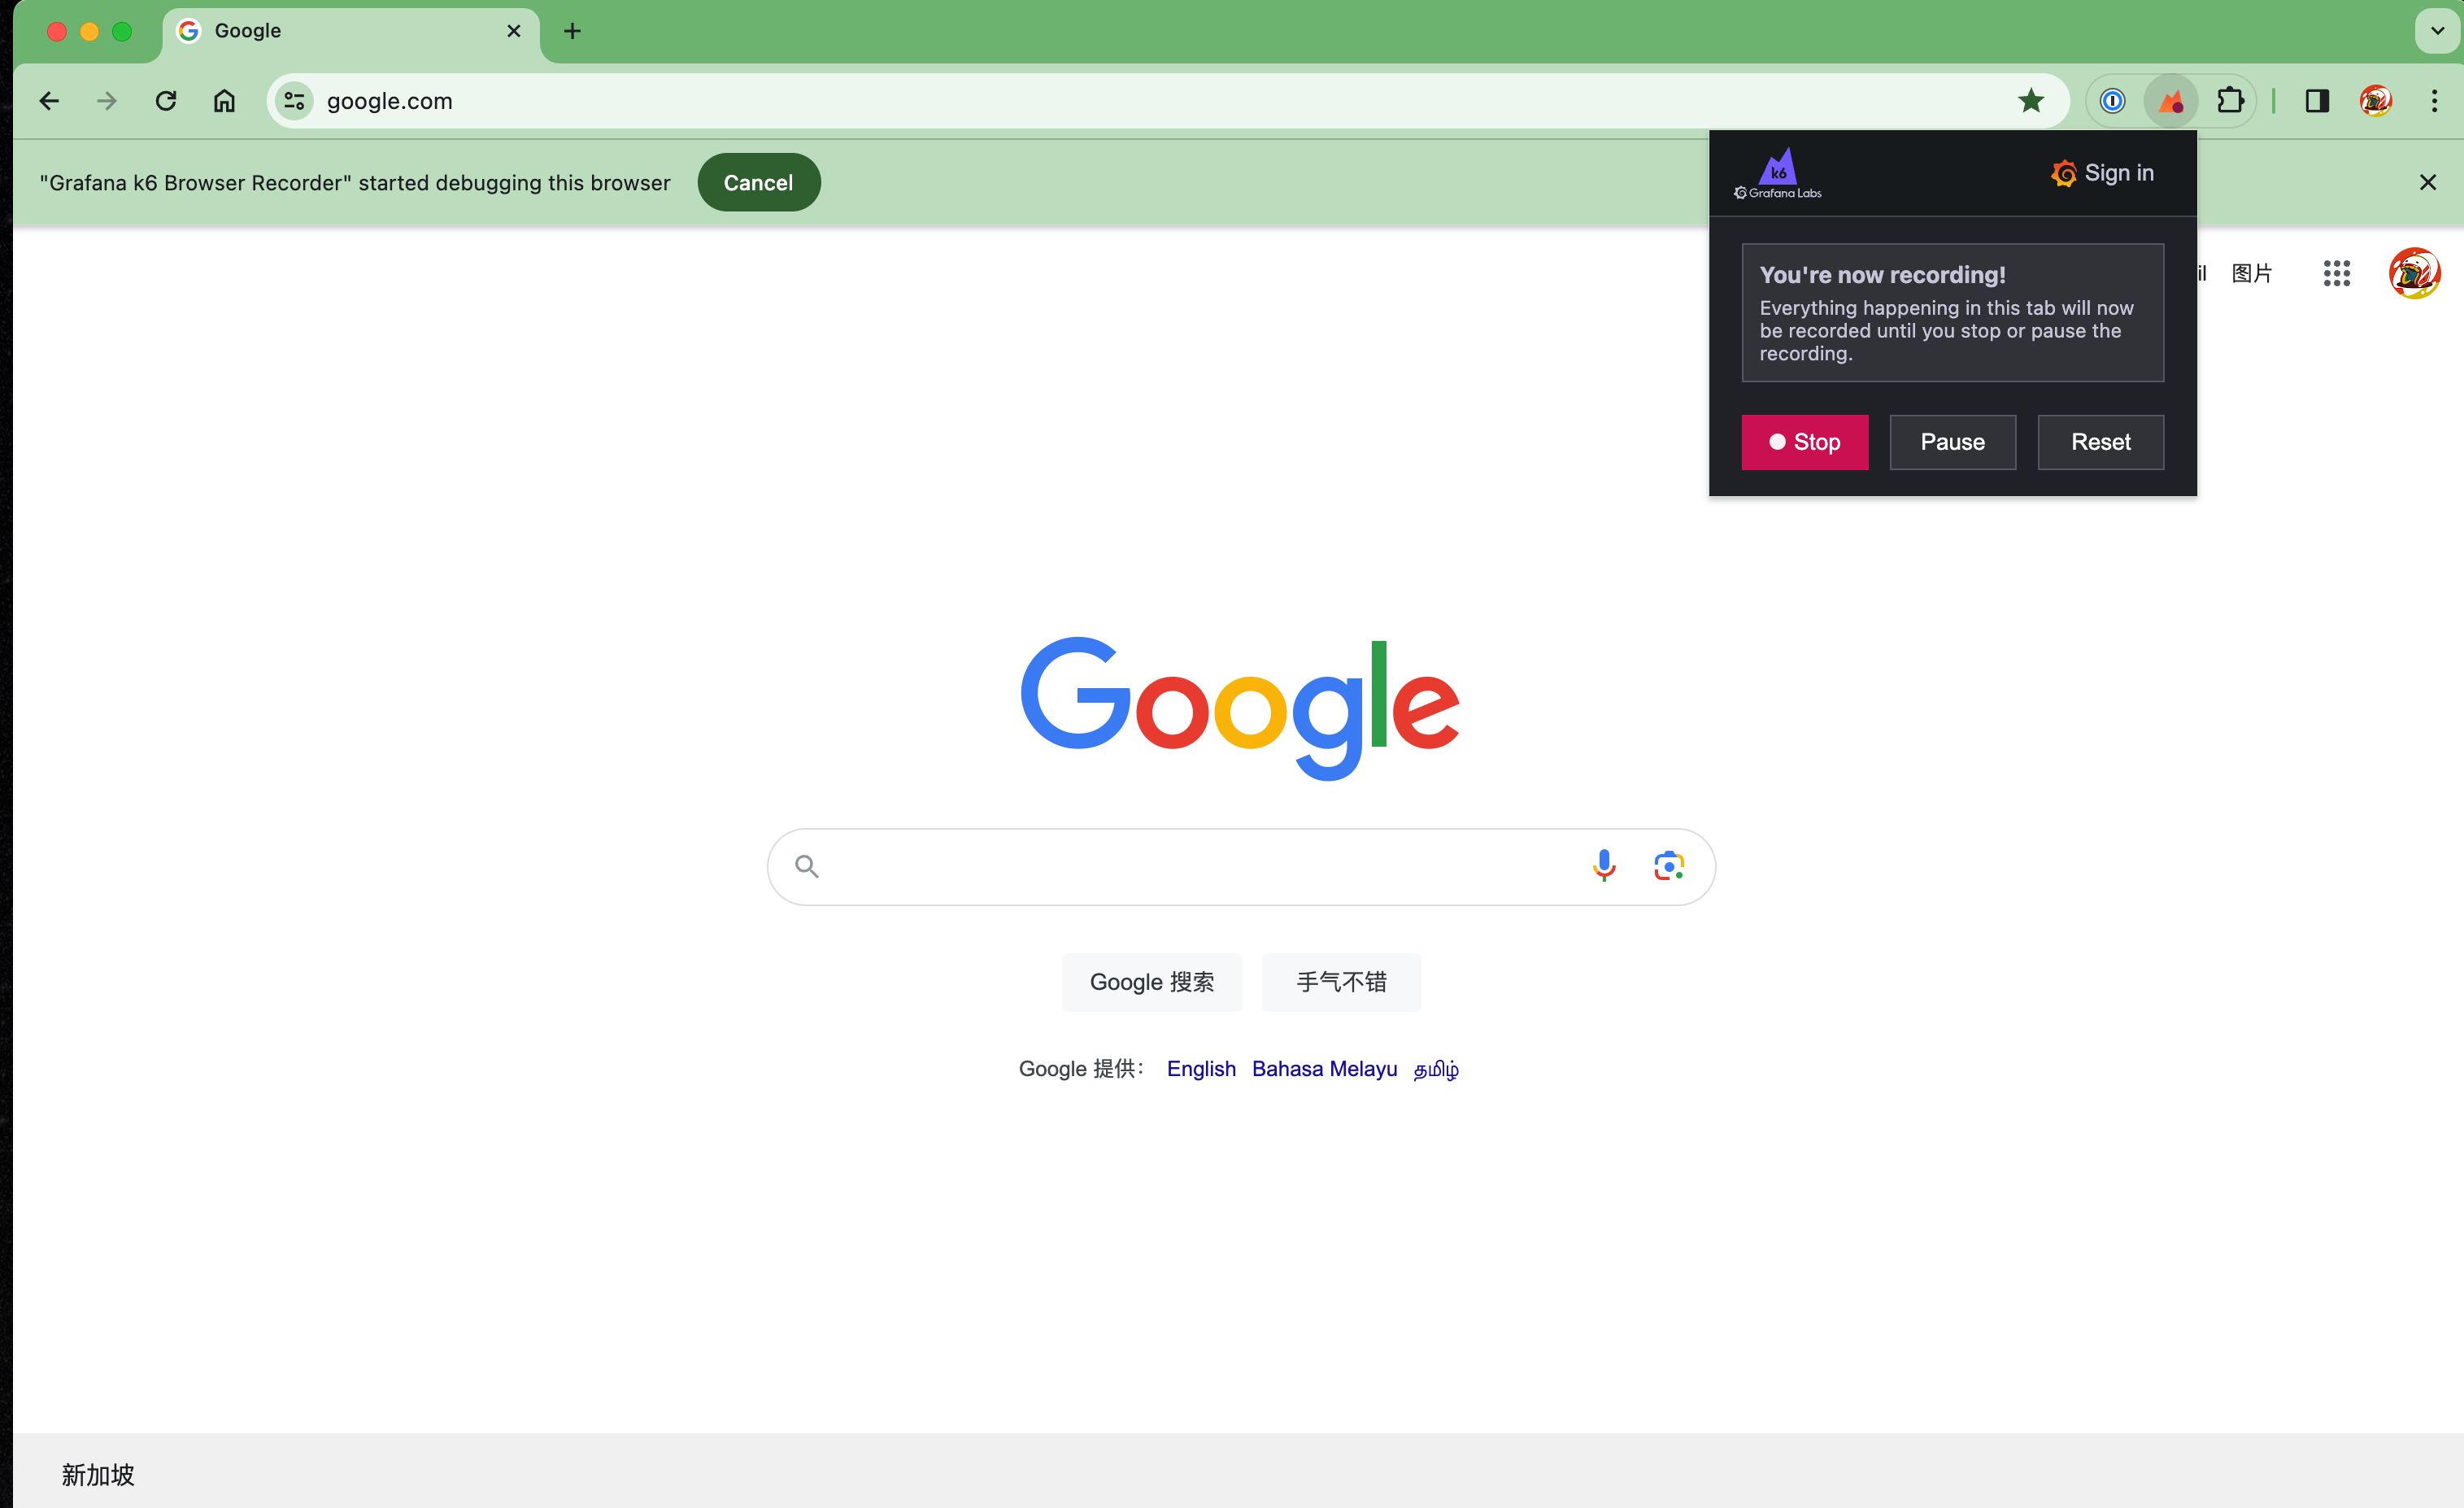 Google
google.com
"Grafana k6 Browser Recorder" started debugging this browser
Cancel
k6
Grafana Labs
Sign in
You're now recording!
Everything happening in this tab will now
be recorded until you stop or pause the
recording.
Stop
Pause
Reset
il
图片
Google
Google 搜索
手气不错
Google 提供：
English
Bahasa Melayu
தமிழ்
新加坡